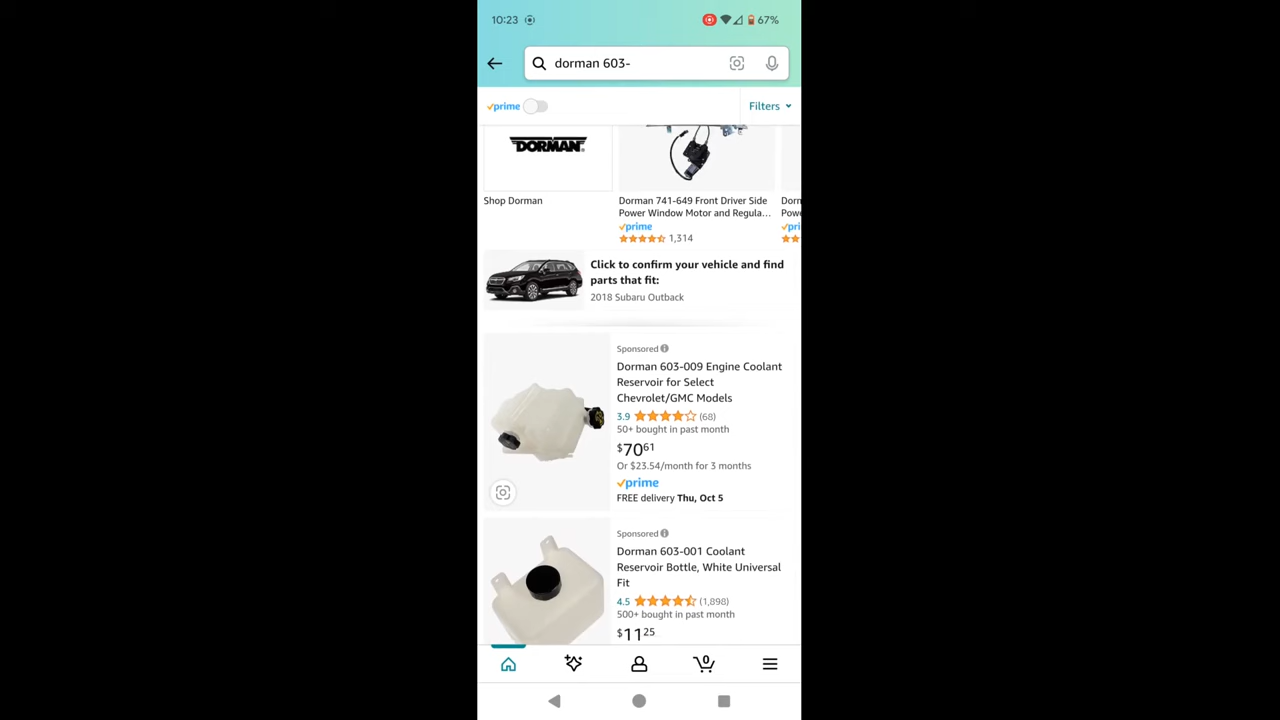 10:23
67%
dorman 603-
prime
Filters
DORMAN
Shop Dorman
Dorman 741-649 Front Driver Side
Power Window Motor and Regula...
prime
1,314
Click to confirm your vehicle and find
parts that fit:
2018 Subaru Outback
Sponsored
Dorman 603-009 Engine Coolant
Reservoir for Select
Chevrolet/GMC Models
3.9 (68)
50+ bought in past month
$70 61
Or $23.54/month for 3 months
prime
FREE delivery Thu, Oct 5
Sponsored
Dorman 603-001 Coolant
Reservoir Bottle, White Universal
Fit
4.5 (1,898)
500+ bought in past month
$11 25
0